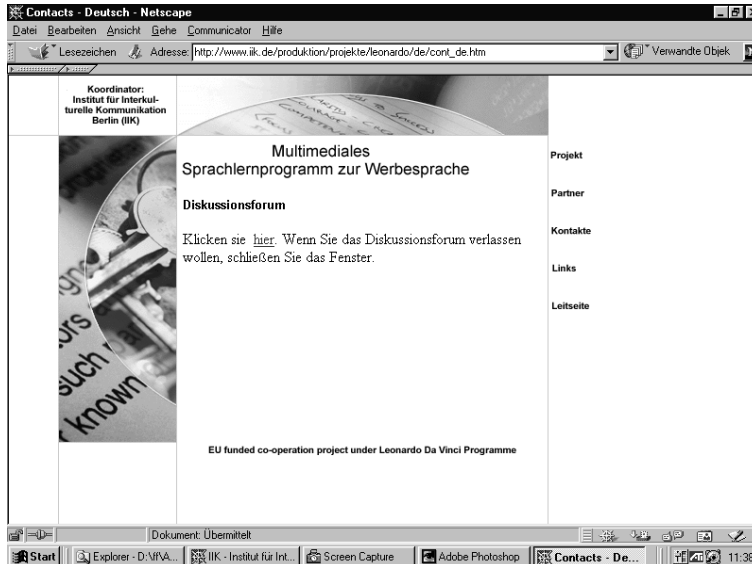 Contacts - Deutsch - Netscape
Datei Bearbeiten Ansicht Gehe Communicator Hilfe
Lesezeichen Adresse: http://www.iik.de/produktion/projekte/leonardo/de/cont_de.htm Verwandte Objek
Koordinator:
Institut für Interkul-
turelle Kommunikation
Berlin (IIK)
Multimediales
Sprachlernprogramm zur Werbesprache
Diskussionsforum
Klicken sie hier. Wenn Sie das Diskussionsforum verlassen
wollen, schließen Sie das Fenster.
Projekt
Partner
Kontakte
Links
Leitseite
such
known
EU funded co-operation project under Leonardo Da Vinci Programme
Dokument: Übermittelt
Start Explorer - D:\Vf\A... IIK - Institut für Int... Screen Capture Adobe Photoshop Contacts - De... 11:38